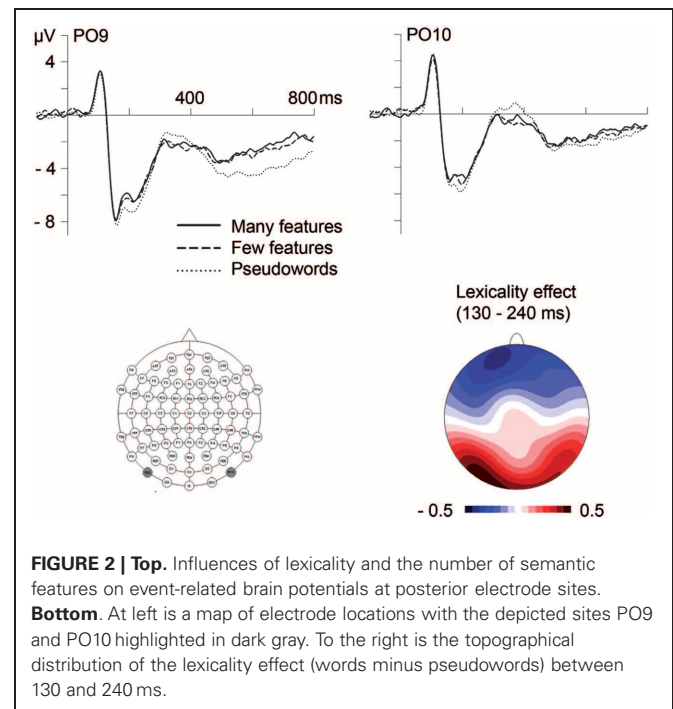 µV PO9
PO10
4
400
800 ms
- 4
- 8
Many features
Few features
Pseudowords
Lexicality effect
(130 - 240 ms)
- 0.5
0.5
FIGURE 2 | Top. Influences of lexicality and the number of semantic
features on event-related brain potentials at posterior electrode sites.
Bottom. At left is a map of electrode locations with the depicted sites PO9
and PO10 highlighted in dark gray. To the right is the topographical
distribution of the lexicality effect (words minus pseudowords) between
130 and 240 ms.